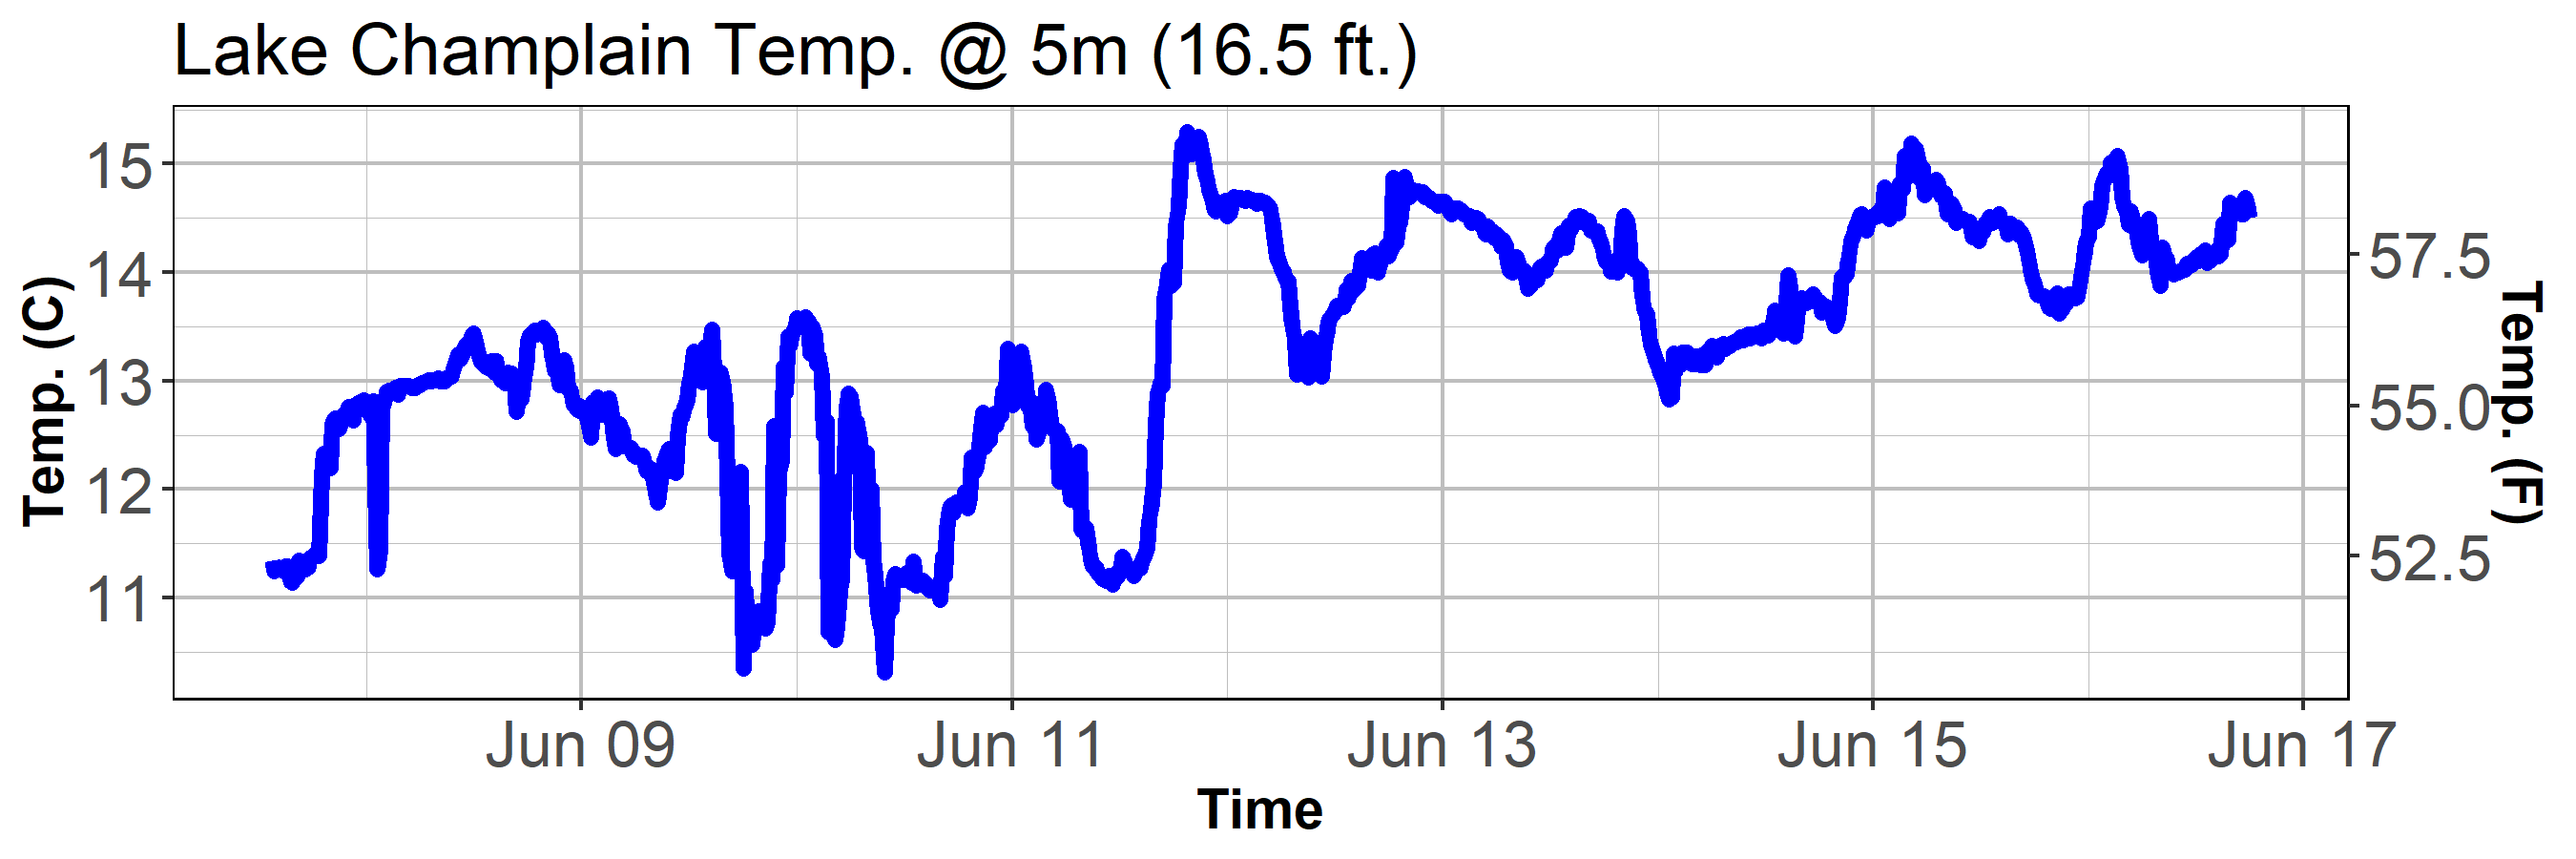 Lake Champlain Temp. @ 5m (16.5 ft.)
Temp. (C)
15
14
13
12
11
57.5
55.0
52.5
Temp. (F)
Jun 09 Jun 11 Jun 13 Jun 15 Jun 17
Time